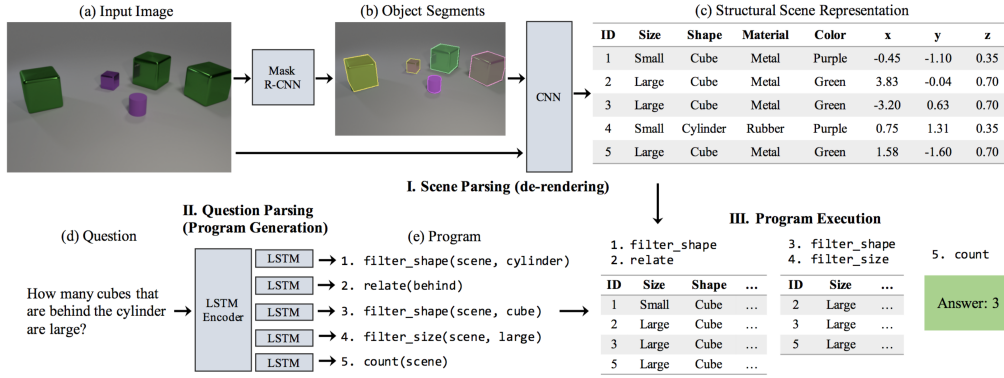 (a) Input Image
(b) Object Segments
(c) Structural Scene Representation
Mask
R-CNN
CNN
ID Size Shape Material Color x y z
1 Small Cube Metal Purple -0.45 -1.10 0.35
2 Large Cube Metal Green 3.83 -0.04 0.70
3 Large Cube Metal Green -3.20 0.63 0.70
4 Small Cylinder Rubber Purple 0.75 1.31 0.35
5 Large Cube Metal Green 1.58 -1.60 0.70
I. Scene Parsing (de-rendering)
II. Question Parsing
(Program Generation)
III. Program Execution
(d) Question
How many cubes that
are behind the cylinder
are large?
LSTM
Encoder
LSTM
LSTM
LSTM
LSTM
LSTM
(e) Program
1. filter_shape(scene, cylinder)
2. relate(behind)
3. filter_shape(scene, cube)
4. filter_size(scene, large)
5. count(scene)
1. filter_shape
2. relate
ID Size Shape ...
1 Small Cube ...
2 Large Cube ...
3 Large Cube ...
5 Large Cube ...
3. filter_shape
4. filter_size
ID Size ...
2 Large ...
3 Large ...
5 Large ...
5. count
Answer: 3